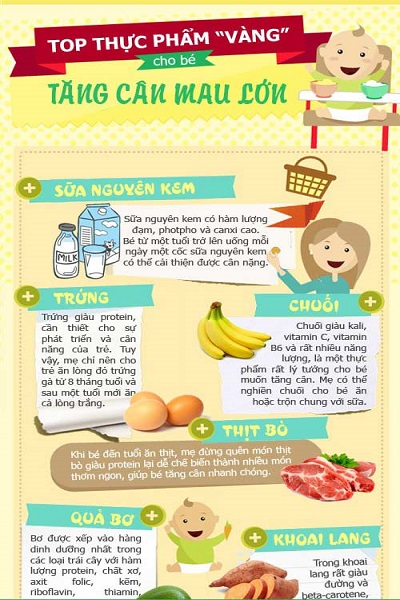 TOP THỰC PHẨM “VÀNG”
cho bé
TĂNG CÂN MAU LỚN
SỮA NGUYÊN KEM
Sữa nguyên kem có hàm lượng
đạm, photpho và canxi cao.
Bé từ một tuổi trở lên uống mỗi
ngày một cốc sữa nguyên kem
có thể cải thiện được cân nặng.
MILK
TRỨNG
Trứng giàu protein,
cần thiết cho sự
phát triển và cân
nặng của trẻ. Tuy
vậy, mẹ chỉ nên cho
trẻ ăn lòng đỏ trứng
gà từ 8 tháng tuổi và
sau một tuổi mới ăn
cả lòng trắng.
CHUỐI
Chuối giàu kali,
vitamin C, vitamin
B6 và rất nhiều năng
lượng, là một thực
phẩm rất lý tưởng cho bé
muốn tăng cân. Mẹ có thể
nghiền chuối cho bé ăn
hoặc trộn chung với sữa.
THỊT BÒ
Khi bé đến tuổi ăn thịt, mẹ đừng quên món thịt
bò giàu protein lại dễ chế biến thành nhiều món
thơm ngon, giúp bé tăng cân nhanh chóng.
QUẢ BƠ
Bơ được xếp vào hàng
dinh dưỡng nhất trong
các loại trái cây với hàm
lượng protein, chất xơ,
axit folic, kẽm,
riboflavin, thiamin,
KHOAI LANG
Trong khoai
lang rất giàu
đường và
beta-carotene,